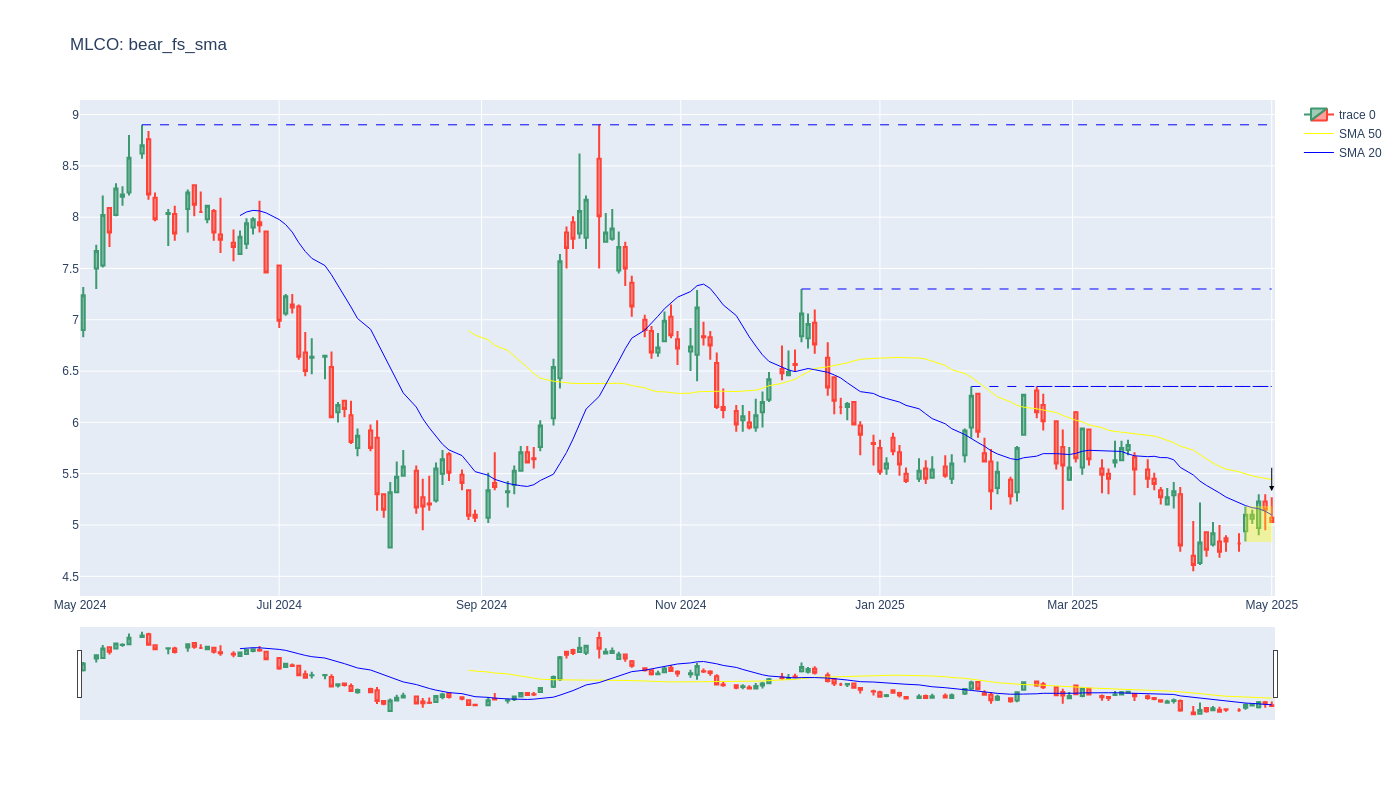 MLCO: bear_fs_sma
trace 0
SMA 50
SMA 20
9
8.5
8
7.5
7
6.5
6
5.5
5
4.5
May 2024
Jul 2024
Sep 2024
Nov 2024
Jan 2025
Mar 2025
May 2025